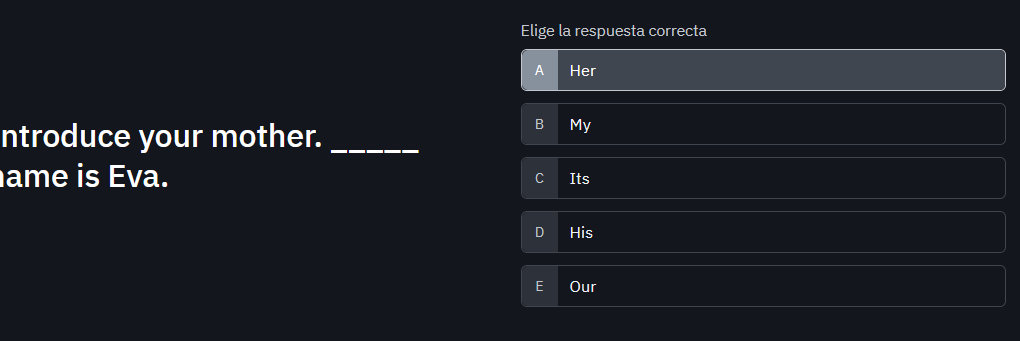 ntroduce your mother. _____
name is Eva.
Elige la respuesta correcta
A Her
B My
C Its
D His
E Our